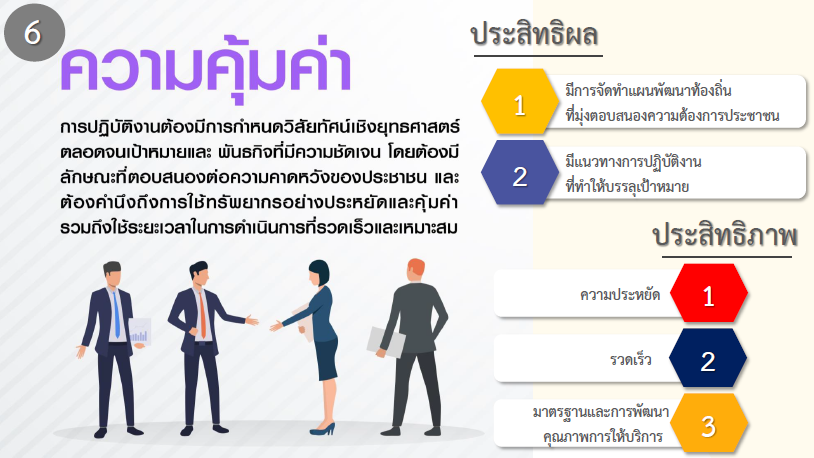 6
ความคุ้มค่า
การปฏิบัติงานต้องมีการกำหนดวิสัยทัศน์เชิงยุทธศาสตร์
ตลอดจนเป้าหมายและ พันธกิจที่มีความชัดเจน โดยต้องมี
ลักษณะที่ตอบสนองต่อความคาดหวังของประชาชน และ
ต้องคำนึงถึงการใช้ทรัพยากรอย่างประหยัดและคุ้มค่า
รวมถึงใช้ระยะเวลาในการดำเนินการที่รวดเร็วและเหมาะสม
ประสิทธิผล
1
มีการจัดทำแผนพัฒนาท้องถิ่น
ที่มุ่งตอบสนองความต้องการประชาชน
2
มีแนวทางการปฏิบัติงาน
ที่ทำให้บรรลุเป้าหมาย
ประสิทธิภาพ
ความประหยัด
1
รวดเร็ว
2
มาตรฐานและการพัฒนา
คุณภาพการให้บริการ
3